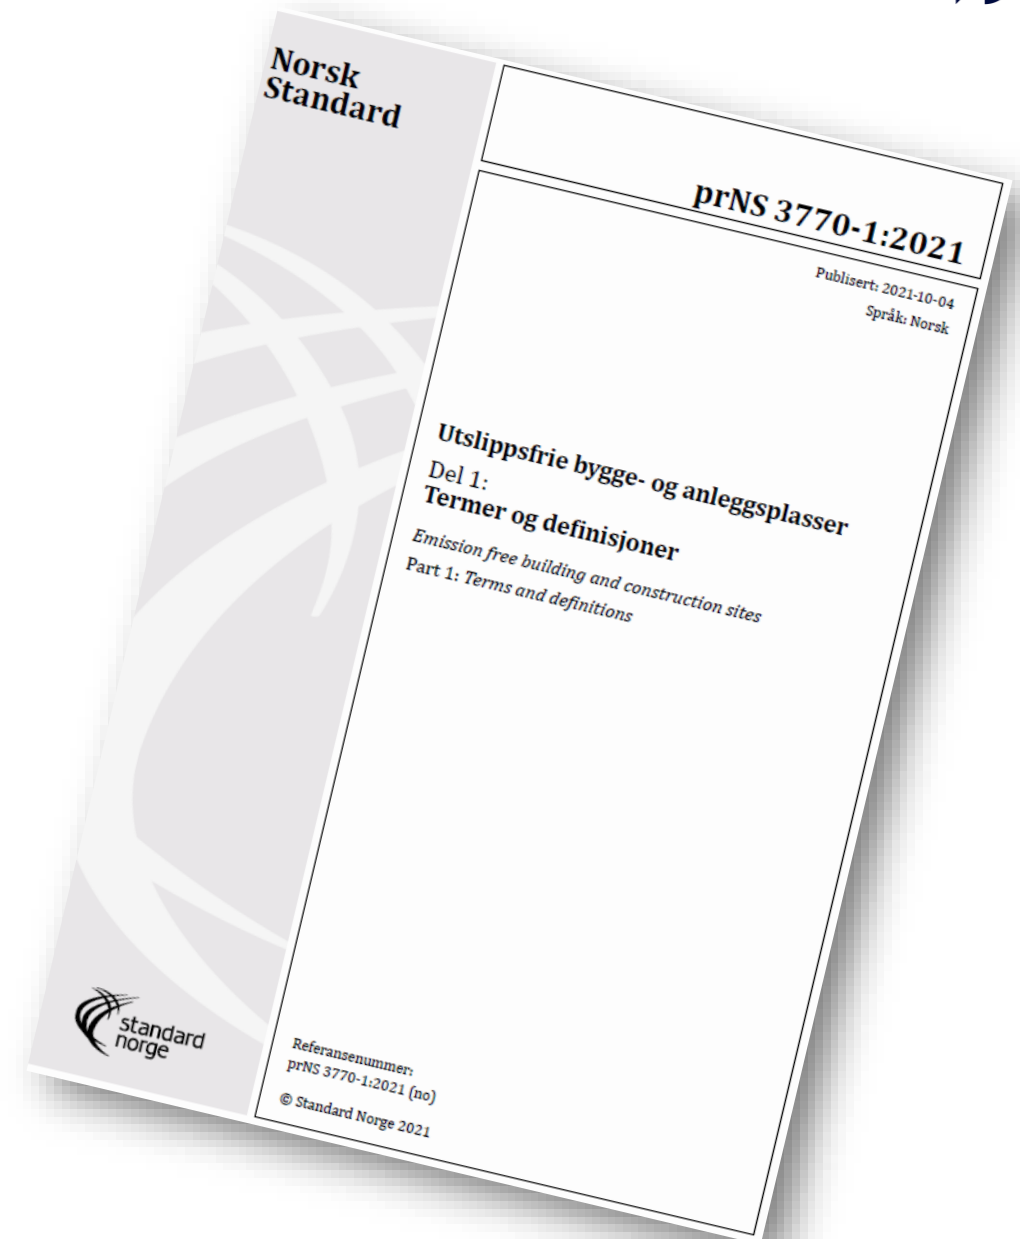 Norsk
Standard
prNS 3770-1:2021
Publisert: 2021-10-04
Språk: Norsk
Utslippsfrie bygge- og anleggsplasser
Del 1:
Termer og definisjoner
Emission free building and construction sites
Part 1: Terms and definitions
standard
norge
Referansenummer:
prNS 3770-1:2021 (no)
© Standard Norge 2021